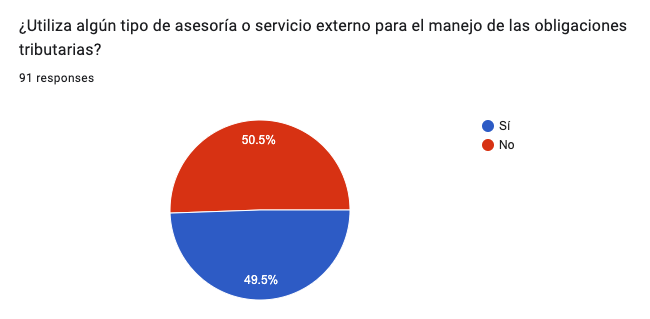 ¿Utiliza algún tipo de asesoría o servicio externo para el manejo de las obligaciones
tributarias?
91 responses
Sí
No
50.5%
49.5%